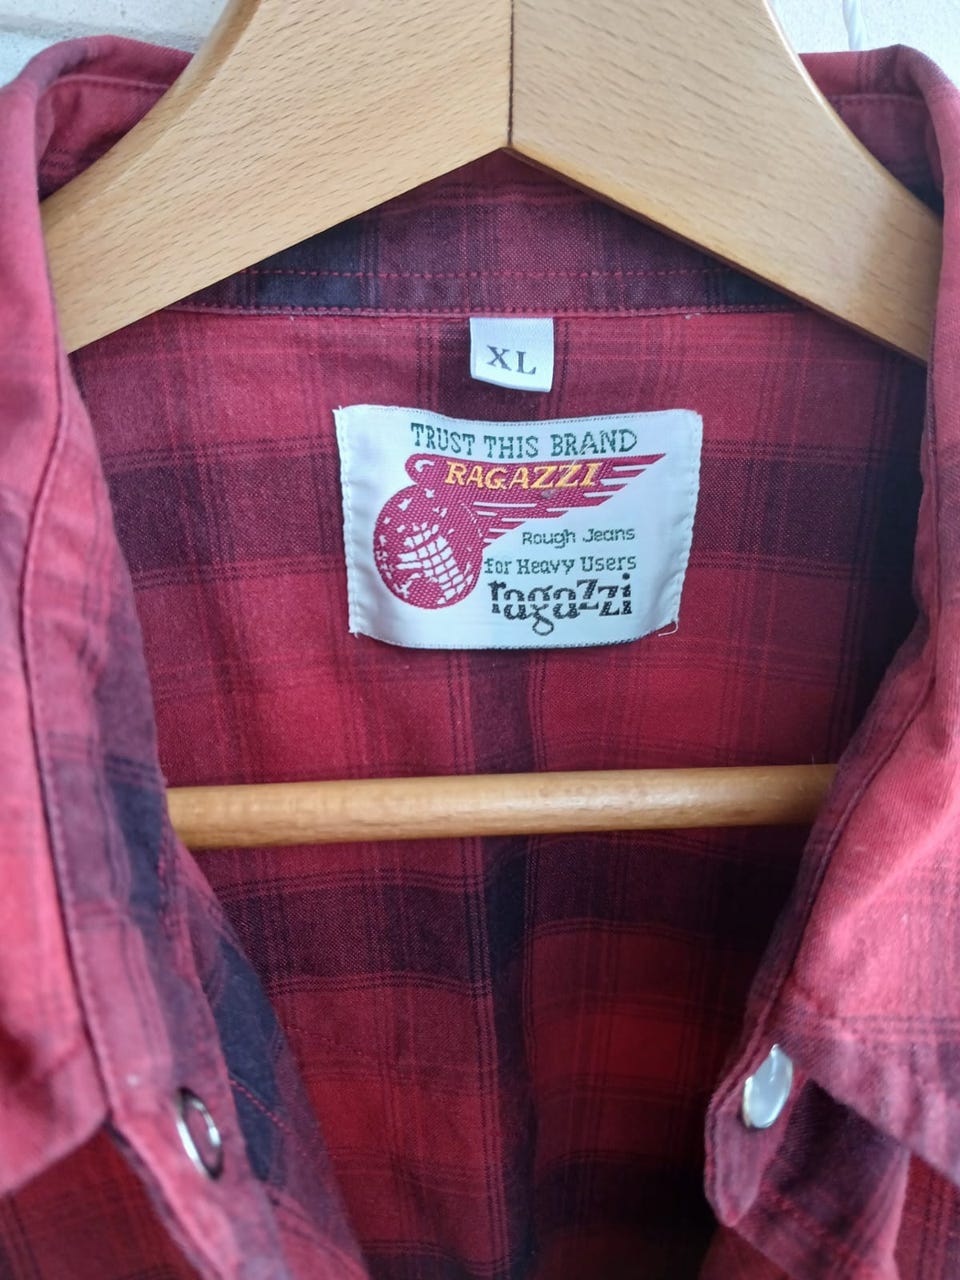 XL
TRUST THIS BRAND
RAGAZZI
Rough Jeans
for Heavy Users
ragaZzi